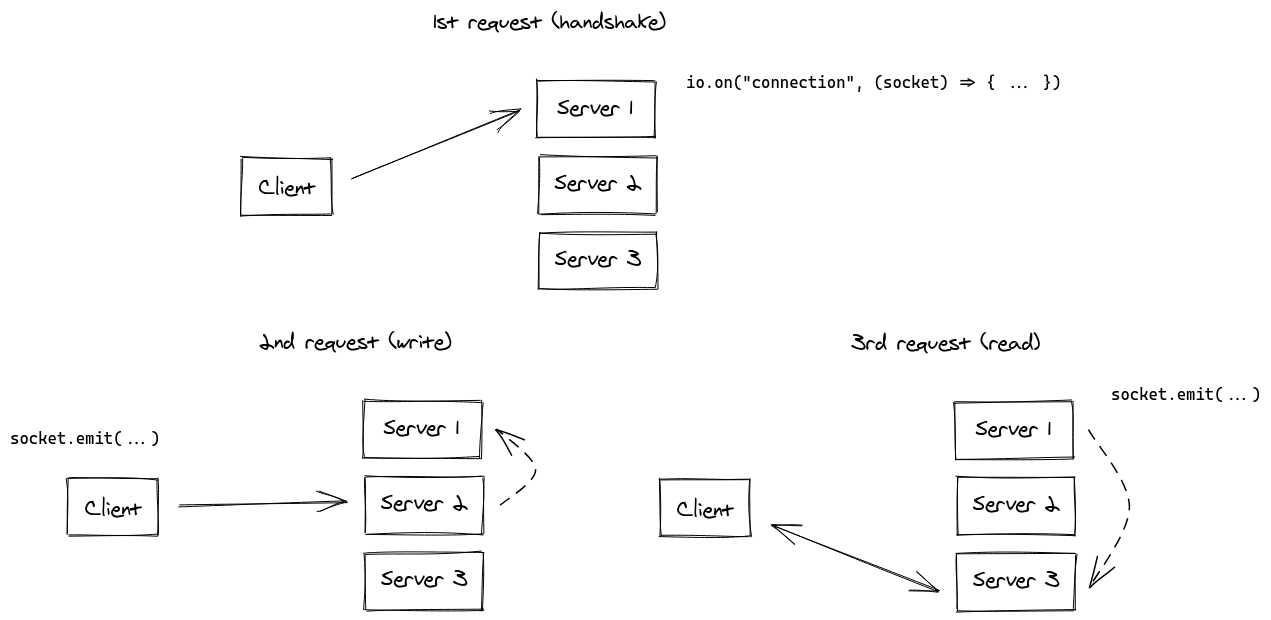 1st request (handshake)
io.on("connection", (socket) => { ... })
Server 1
Client
Server 2
Server 3
2nd request (write)
socket.emit(...)
Server 1
Client
Server 2
Server 3
3rd request (read)
socket.emit(...)
Server 1
Client
Server 2
Server 3